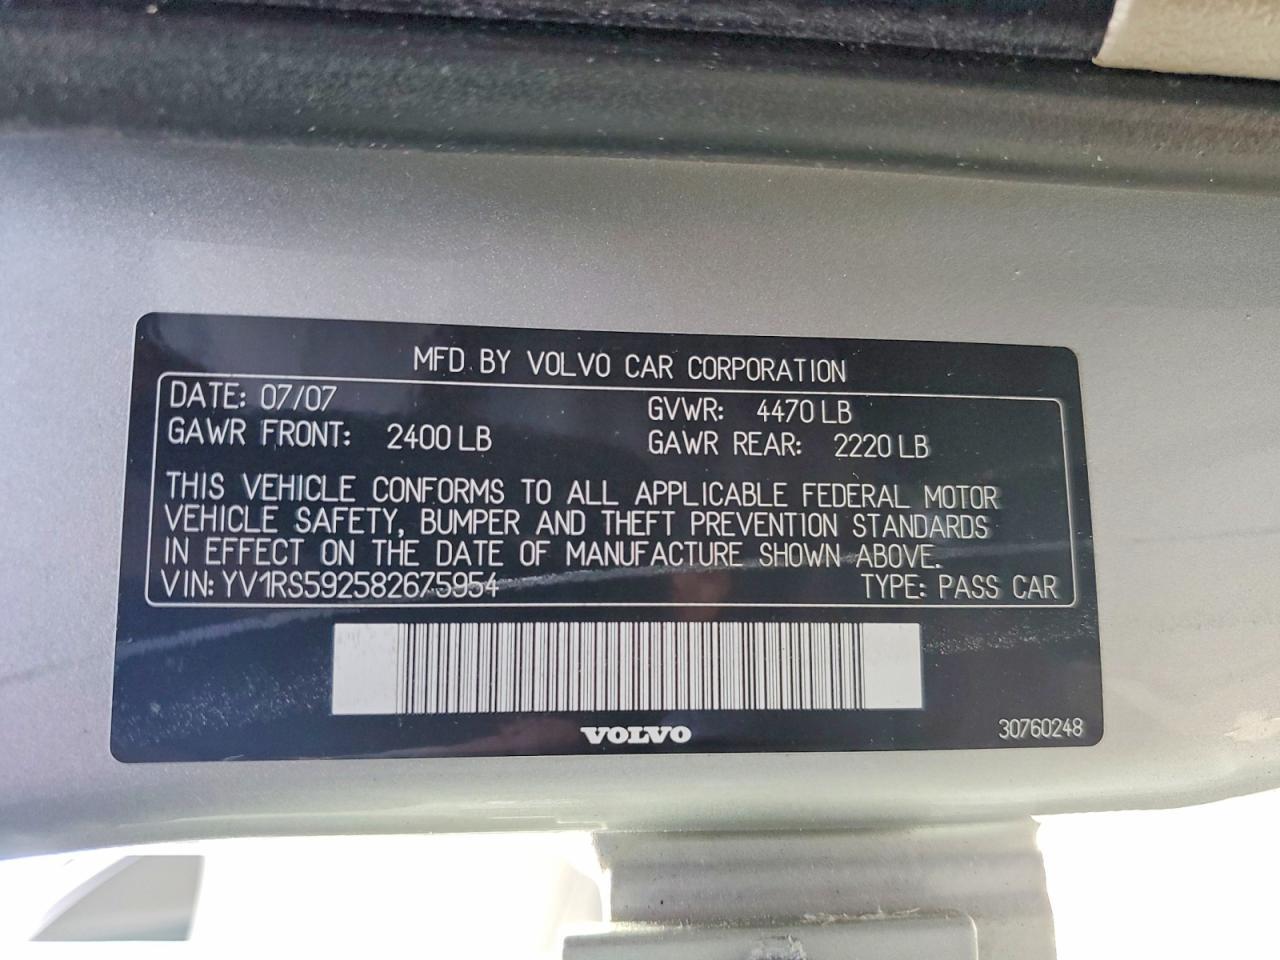 MFD. BY VOLVO CAR CORPORATION
DATE: 07/07 GVWR: 4470 LB
GAWR FRONT: 2400 LB GAWR REAR: 2220 LB
THIS VEHICLE CONFORMS TO ALL APPLICABLE FEDERAL MOTOR
VEHICLE SAFETY, BUMPER AND THEFT PREVENTION STANDARDS
IN EFFECT ON THE DATE OF MANUFACTURE SHOWN ABOVE.
VIN: YV1RS592582675954 TYPE: PASS CAR
VOLVO
30760248